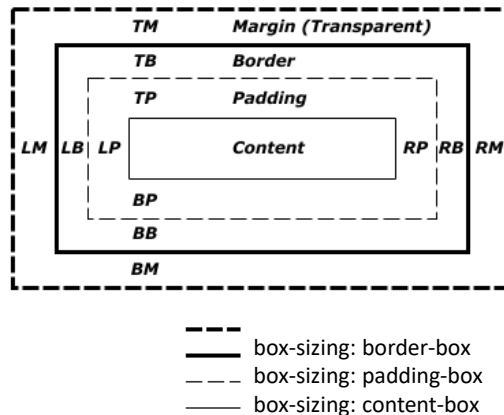 TM Margin (Transparent)
TB Border
TP Padding
LM LB LP Content RP RB RM
BP
BB
BM
box-sizing: border-box
box-sizing: padding-box
box-sizing: content-box